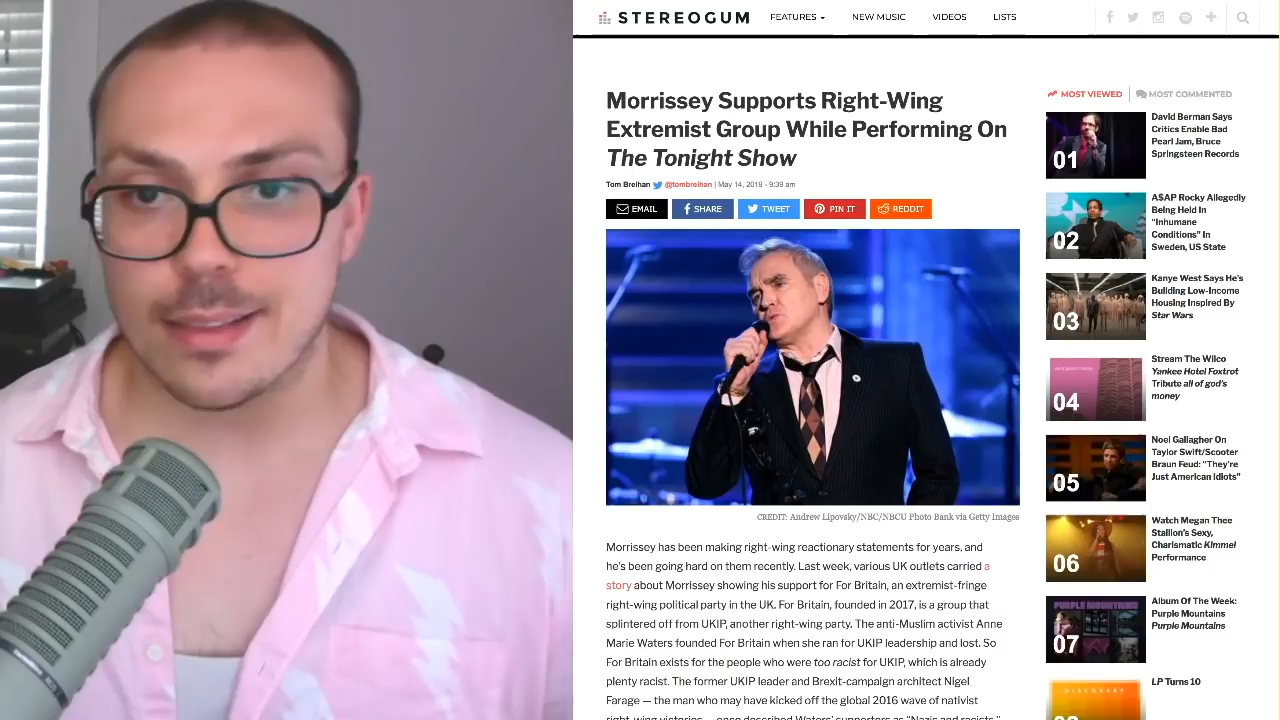 STEREOGUM
FEATURES
NEW MUSIC
VIDEOS
LISTS
Morrissey Supports Right-Wing
Extremist Group While Performing On
The Tonight Show
Tom Breihan @tombreihan | May 14, 2019 - 9:39 am
EMAIL
SHARE
TWEET
PIN IT
REDDIT
CREDIT: Andrew Lipovsky/NBC/NBCU Photo Bank via Getty Images
Morrissey has been making right-wing reactionary statements for years, and
he's been going hard on them recently. Last week, various UK outlets carried a
story about Morrissey showing his support for For Britain, an extremist-fringe
right-wing political party in the UK. For Britain, founded in 2017, is a group that
splintered off from UKIP, another right-wing party. The anti-Muslim activist Anne
Marie Waters founded For Britain when she ran for UKIP leadership and lost. So
For Britain exists for the people who were too racist for UKIP, which is already
plenty racist. The former UKIP leader and Brexit-campaign architect Nigel
Farage — the man who may have kicked off the global 2016 wave of nativist
right-wing victories — once described Waters' supporters as "Nazis and racists."
MOST VIEWED
MOST COMMENTED
01
David Berman Says
Critics Enable Bad
Pearl Jam, Bruce
Springsteen Records
02
A$AP Rocky Allegedly
Being Held In
"Inhumane
Conditions" In
Sweden, US State
03
Kanye West Says He's
Building Low-Income
Housing Inspired By
Star Wars
04
Stream The Wilco
Yankee Hotel Foxtrot
Tribute all of god's
money
05
Noel Gallagher On
Taylor Swift/Scooter
Braun Feud: "They're
Just American Idiots"
06
Watch Megan Thee
Stallion's Sexy,
Charismatic Kimmel
Performance
PURPLE MOUNTAINS
07
Album Of The Week:
Purple Mountains
Purple Mountains
DISCOVERY
LP Turns 10